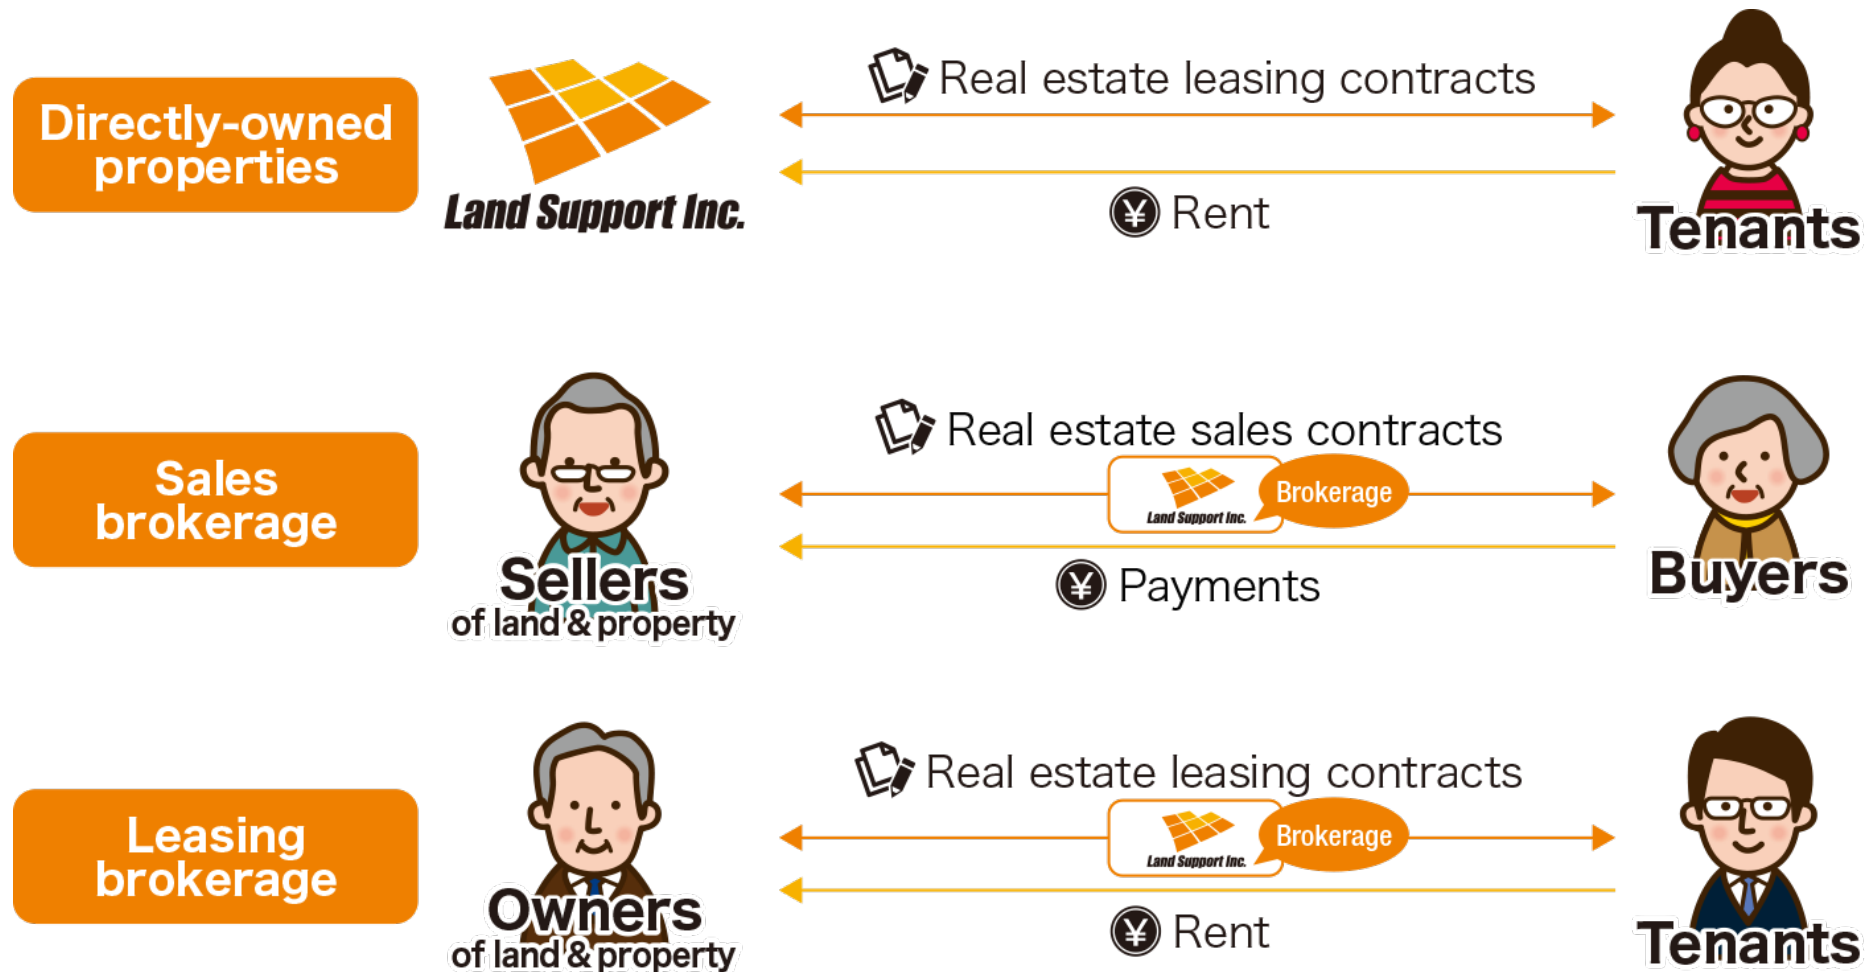 Directly-owned
properties
Land Support Inc.
Real estate leasing contracts
¥ Rent
Tenants
Sales
brokerage
Sellers
of land & property
Real estate sales contracts
Land Support Inc.
Brokerage
¥ Payments
Buyers
Leasing
brokerage
Owners
of land & property
Real estate leasing contracts
Land Support Inc.
Brokerage
¥ Rent
Tenants